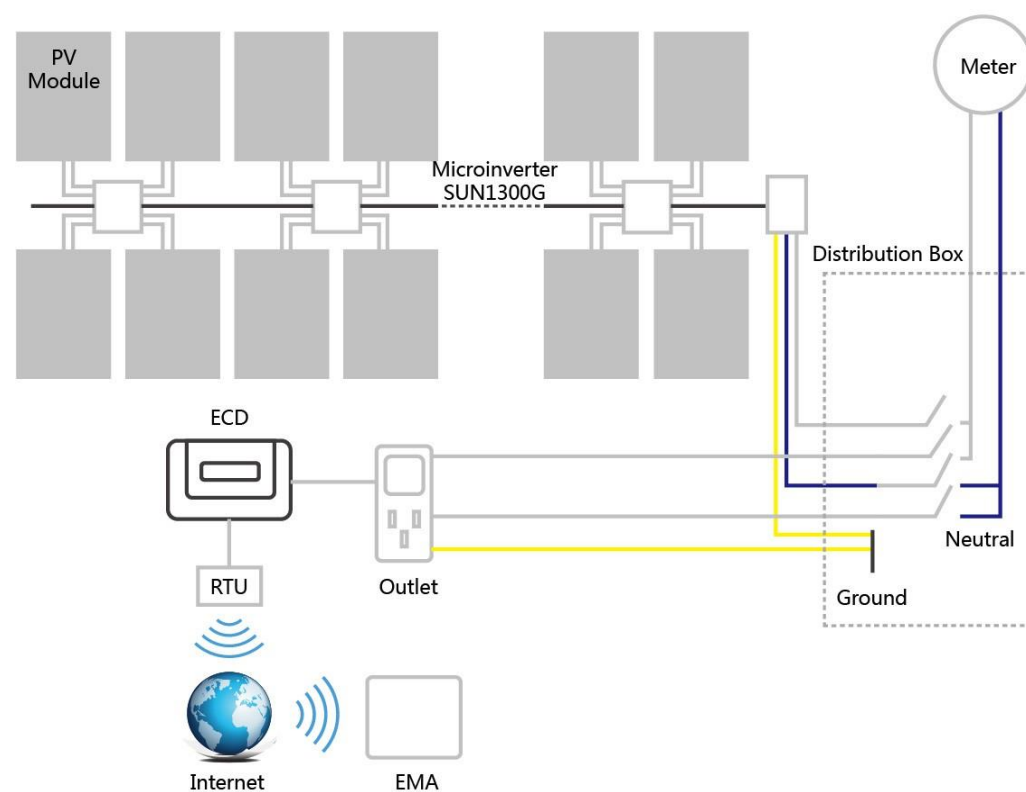 PV
Module
Meter
Microinverter
SUN1300G
Distribution Box
ECD
Neutral
RTU
Outlet
Ground
Internet
EMA